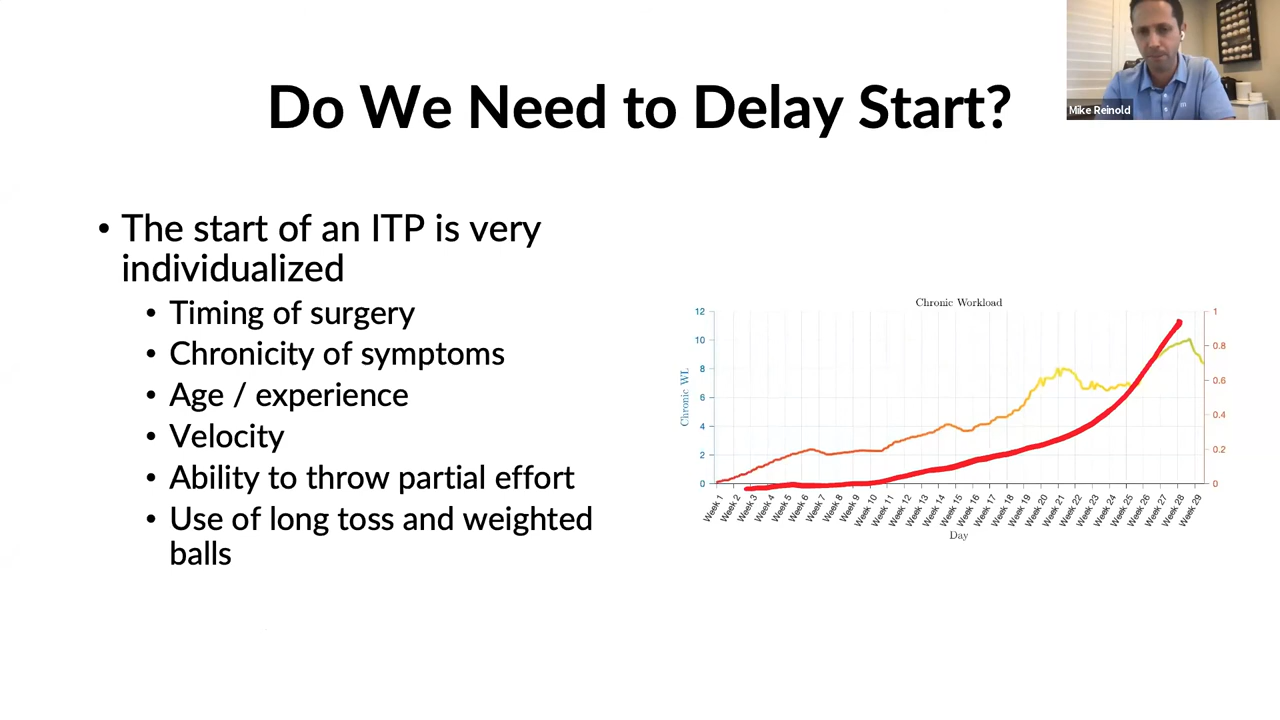 Do We Need to Delay Start?
Mike Reinold
• The start of an ITP is very
individualized
• Timing of surgery
• Chronicity of symptoms
• Age / experience
• Velocity
• Ability to throw partial effort
• Use of long toss and weighted
balls
Chronic Workload
12
10
8
6
4
2
0
Chronic WL
1
0.8
0.6
0.4
0.2
0
Week 1
Week 2
Week 3
Week 4
Week 5
Week 6
Week 7
Week 8
Week 9
Week 10
Week 11
Week 12
Week 13
Week 14
Week 15
Week 16
Week 17
Week 18
Week 19
Week 20
Week 21
Week 22
Week 23
Week 24
Week 25
Week 26
Week 27
Week 28
Week 29
Day